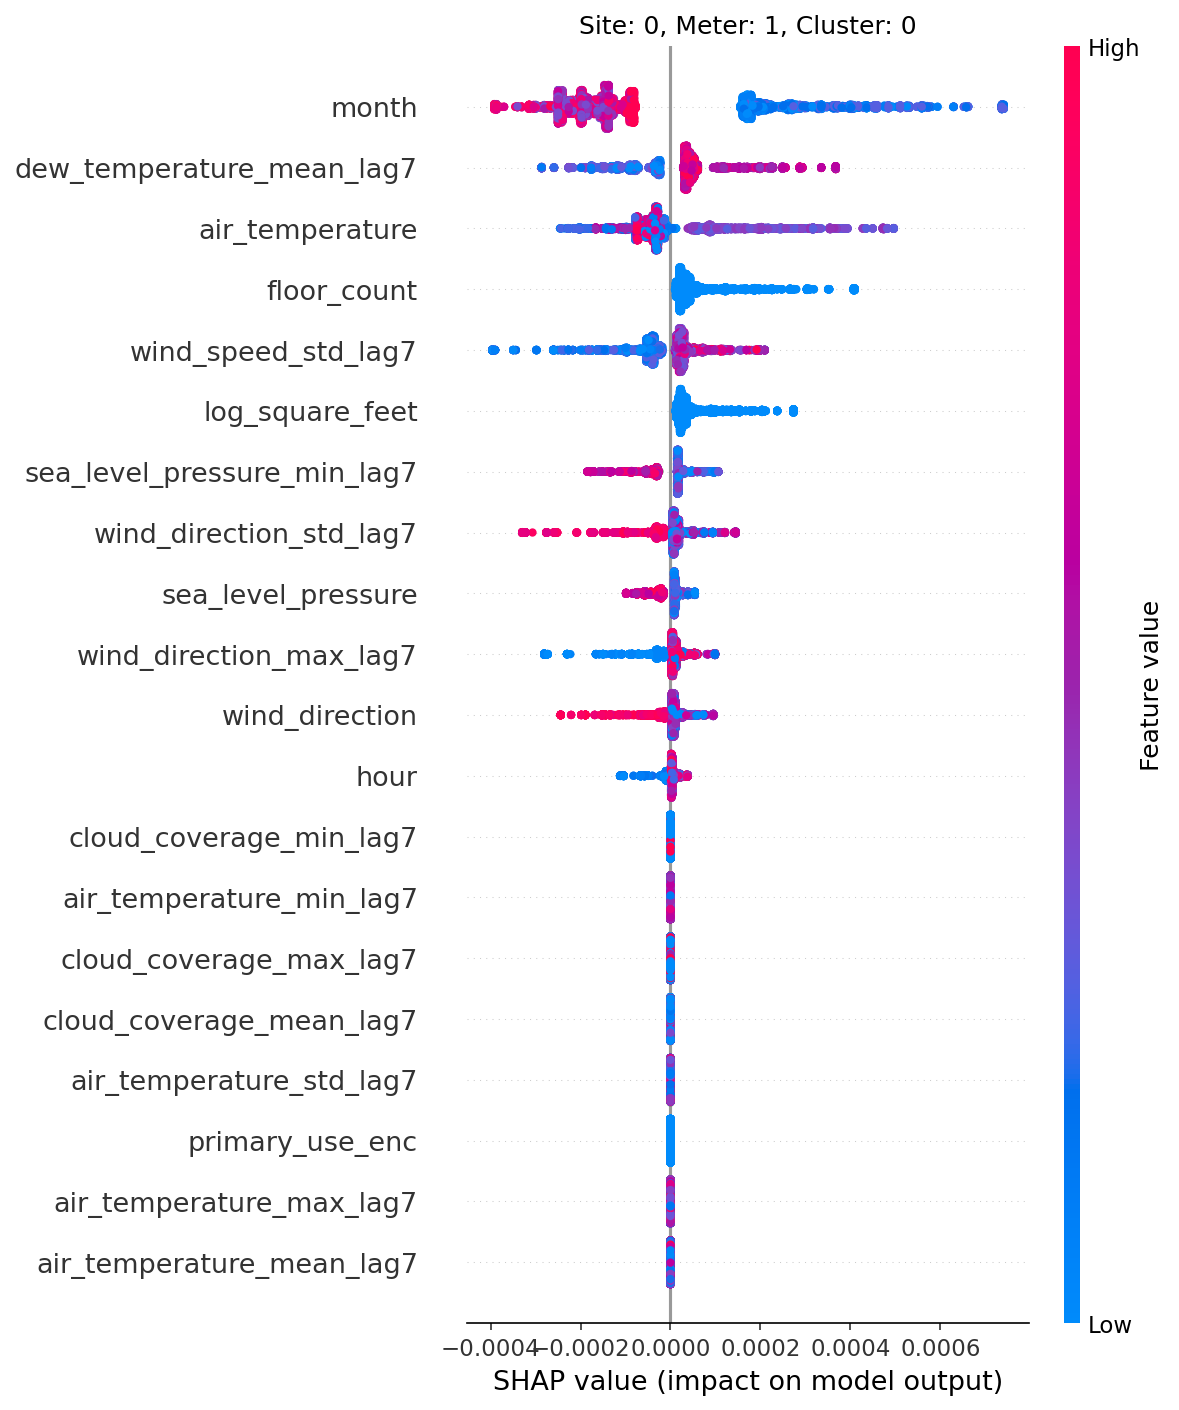 Site: 0, Meter: 1, Cluster: 0
High
month
dew_temperature_mean_lag7
air_temperature
floor_count
wind_speed_std_lag7
log_square_feet
sea_level_pressure_min_lag7
wind_direction_std_lag7
sea_level_pressure
wind_direction_max_lag7
wind_direction
hour
cloud_coverage_min_lag7
air_temperature_min_lag7
cloud_coverage_max_lag7
cloud_coverage_mean_lag7
air_temperature_std_lag7
primary_use_enc
air_temperature_max_lag7
air_temperature_mean_lag7
Feature value
Low
−0.0004 −0.0002 0.0000 0.0002 0.0004 0.0006
SHAP value (impact on model output)